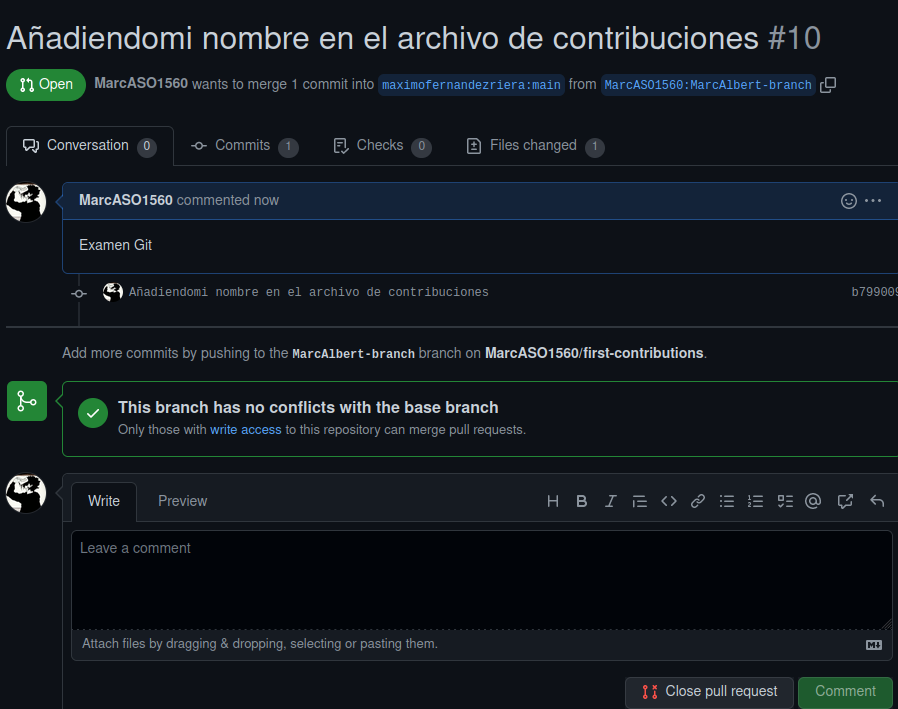 Añadiendomi nombre en el archivo de contribuciones #10
Open MarcASO1560 wants to merge 1 commit into maximofernandezriera:main from MarcASO1560:MarcAlbert-branch
Conversation 0 Commits 1 Checks 0 Files changed 1
MarcASO1560 commented now
Examen Git
Añadiendomi nombre en el archivo de contribuciones b799009
Add more commits by pushing to the MarcAlbert-branch branch on MarcASO1560/first-contributions.
This branch has no conflicts with the base branch
Only those with write access to this repository can merge pull requests.
Write Preview
Leave a comment
Attach files by dragging & dropping, selecting or pasting them.
Close pull request Comment